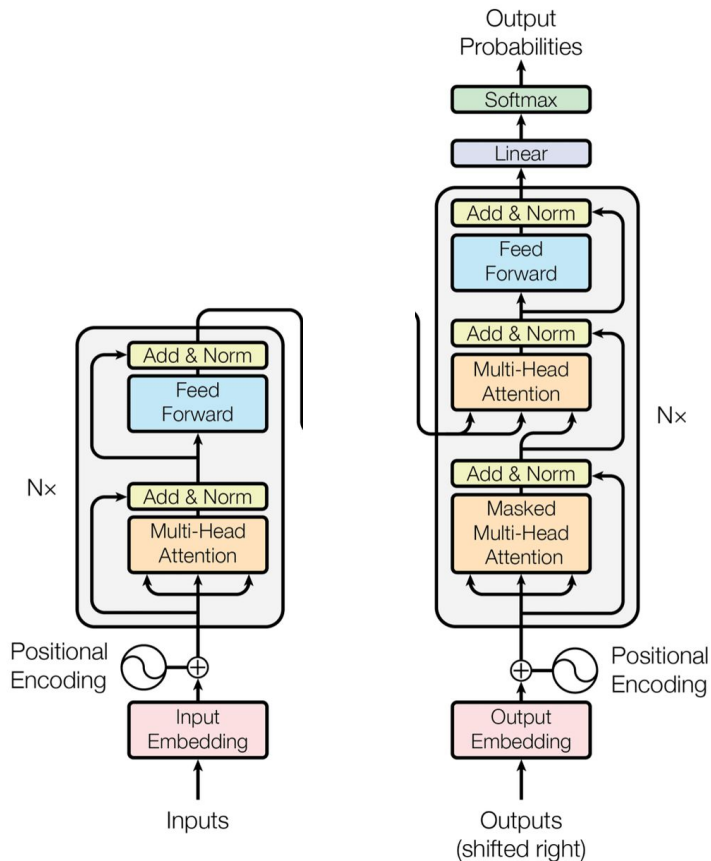 Output
Probabilities
Softmax
Linear
Add & Norm
Feed
Forward
Add & Norm
Multi-Head
Attention
Add & Norm
Masked
Multi-Head
Attention
N×
Positional
Encoding
Output
Embedding
Outputs
(shifted right)
Add & Norm
Feed
Forward
Add & Norm
Multi-Head
Attention
N×
Positional
Encoding
Input
Embedding
Inputs